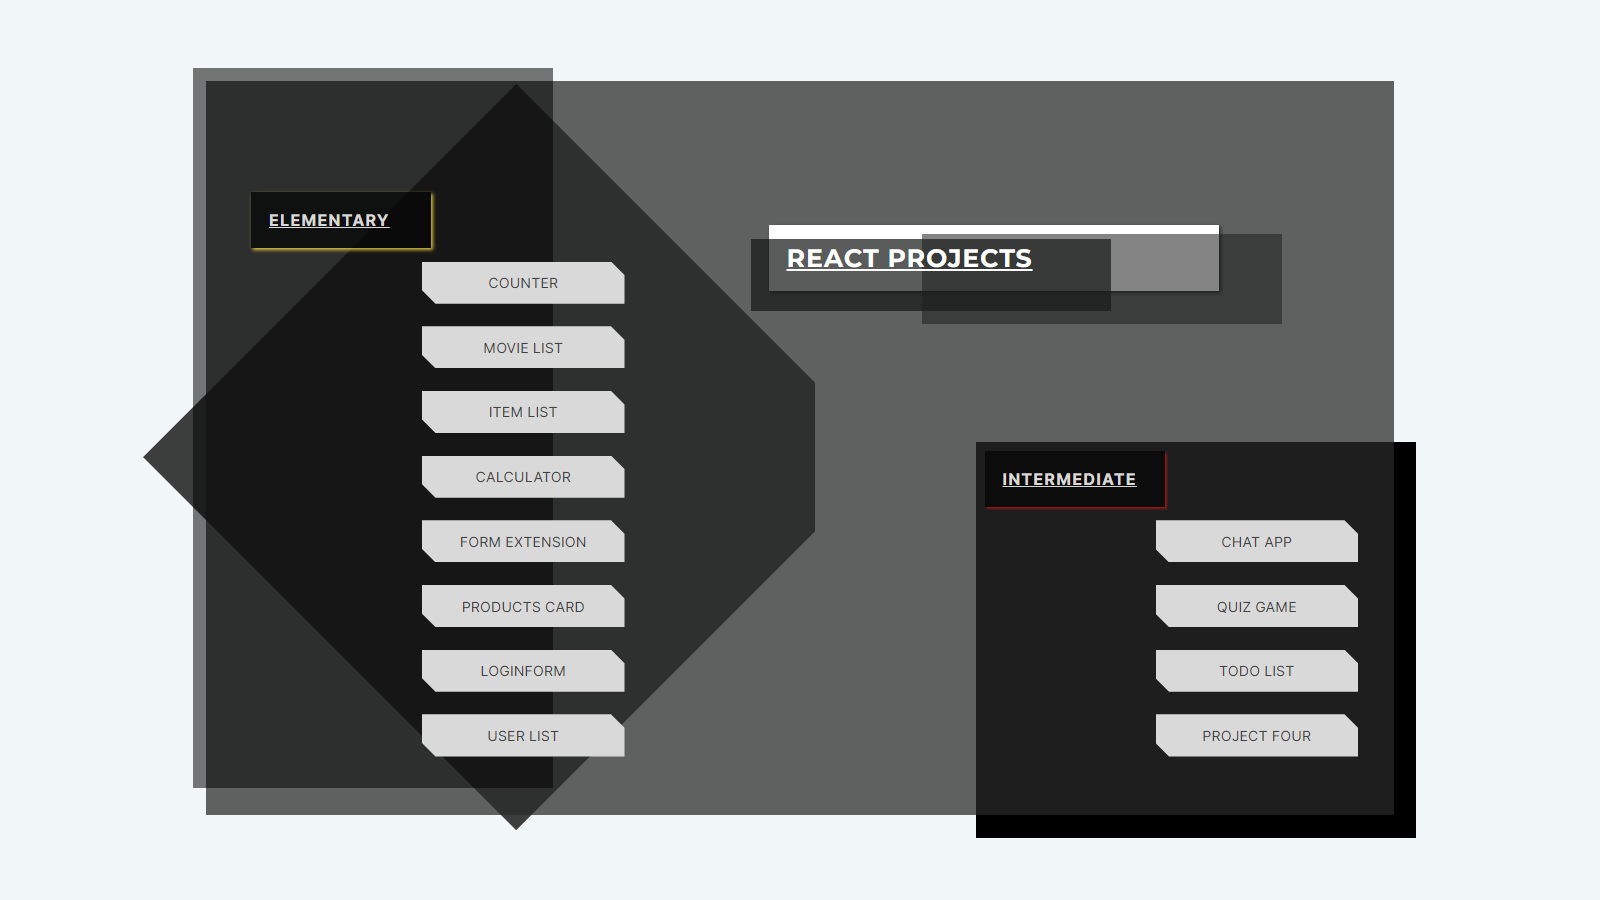 ELEMENTARY
COUNTER
MOVIE LIST
ITEM LIST
CALCULATOR
FORM EXTENSION
PRODUCTS CARD
LOGINFORM
USER LIST
REACT PROJECTS
INTERMEDIATE
CHAT APP
QUIZ GAME
TODO LIST
PROJECT FOUR